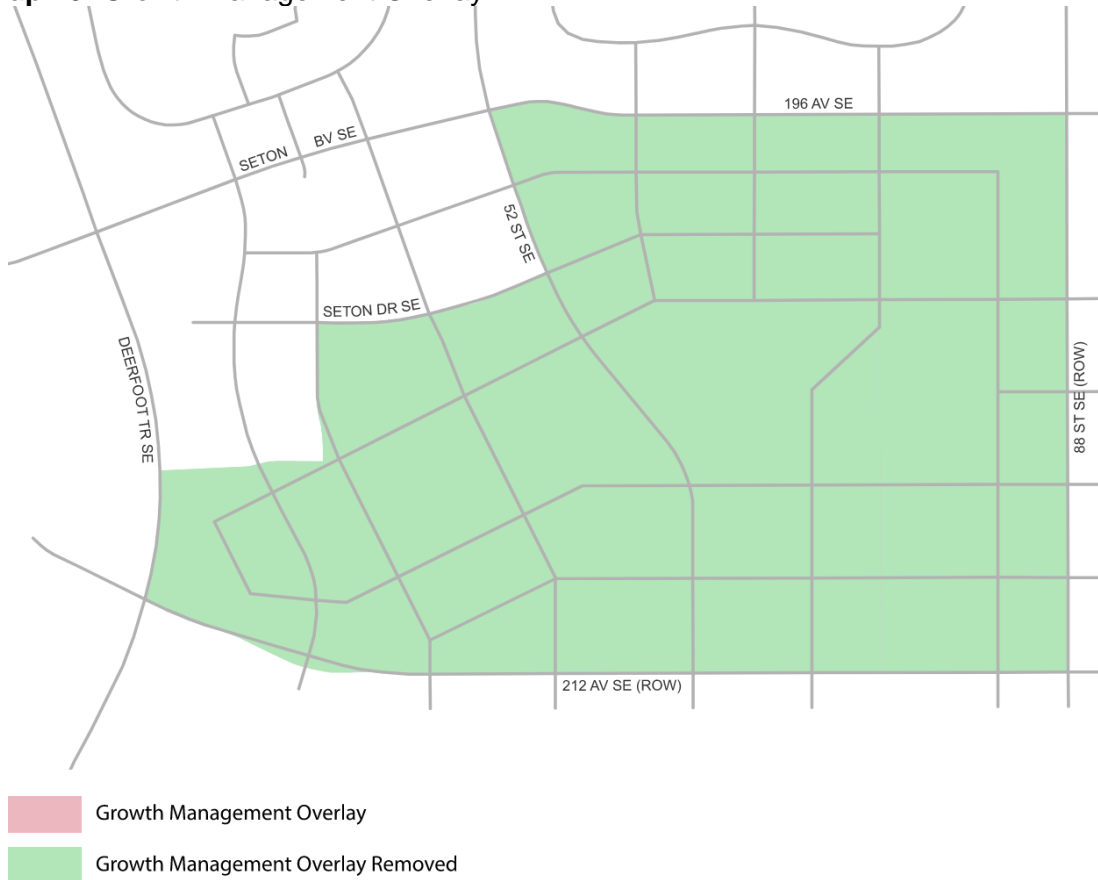 196 AV SE
SETON BV SE
52 ST SE
SETON DR SE
DEERFOOT TR SE
88 ST SE (ROW)
212 AV SE (ROW)
Growth Management Overlay
Growth Management Overlay Removed